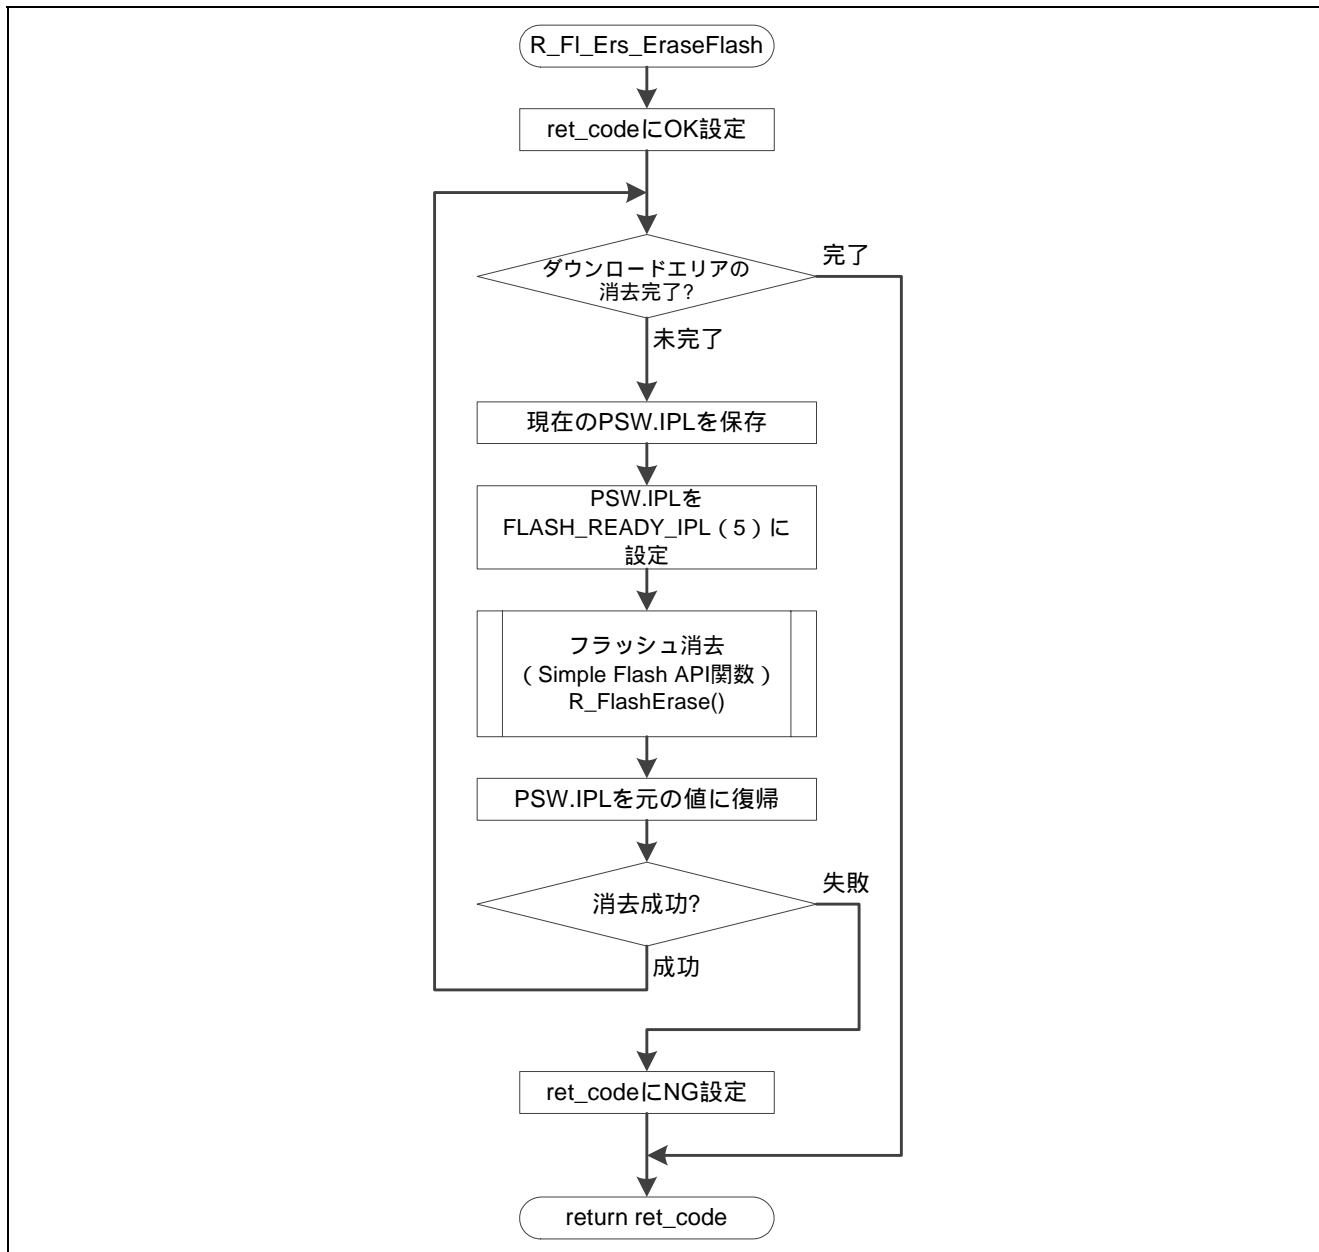 R_Fl_Ers_EraseFlash
ret_codeにOK設定
ダウンロードエリアの
消去完了?
完了
未完了
現在のPSW.IPLを保存
PSW.IPLを
FLASH_READY_IPL（5）に
設定
フラッシュ消去
（Simple Flash API関数）
R_FlashErase()
PSW.IPLを元の値に復帰
消去成功?
失敗
成功
ret_codeにNG設定
return ret_code